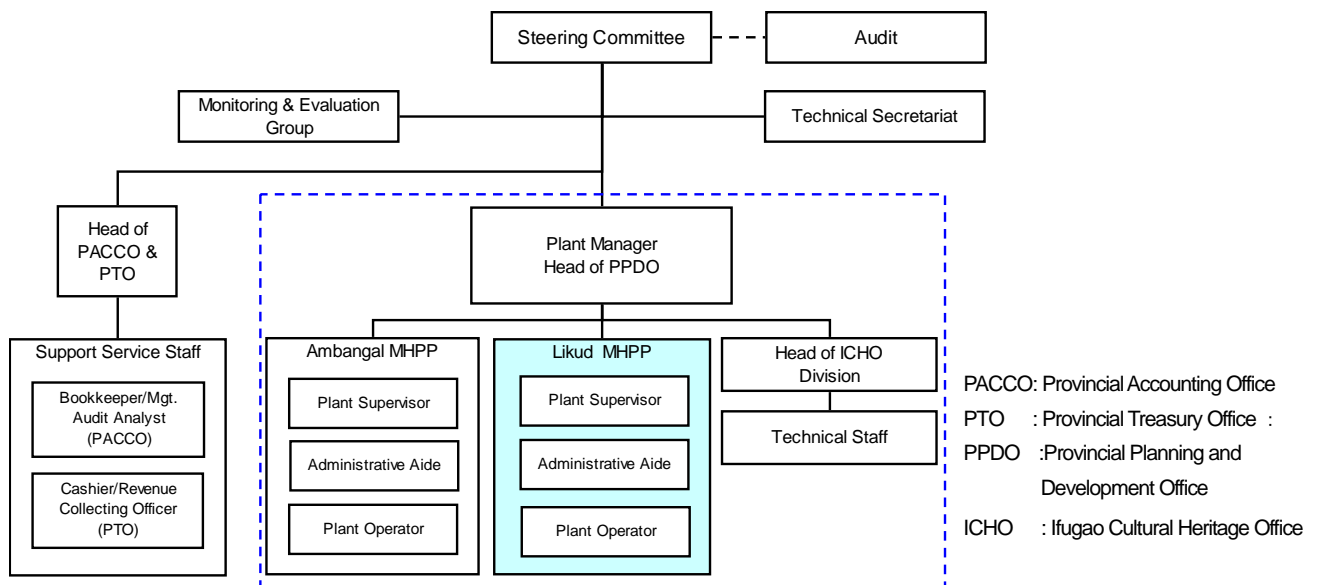 Steering Committee
Audit
Monitoring & Evaluation
Group
Technical Secretariat
Head of
PACCO &
PTO
Plant Manager
Head of PPDO
Support Service Staff
Bookkeeper/Mgt.
Audit Analyst
(PACCO)
Cashier/Revenue
Collecting Officer
(PTO)
Ambangal MHPP
Plant Supervisor
Administrative Aide
Plant Operator
Likud MHPP
Plant Supervisor
Administrative Aide
Plant Operator
Head of ICHO
Division
Technical Staff
PACCO: Provincial Accounting Office
PTO : Provincial Treasury Office :
PPDO :Provincial Planning and
Development Office
ICHO : Ifugao Cultural Heritage Office